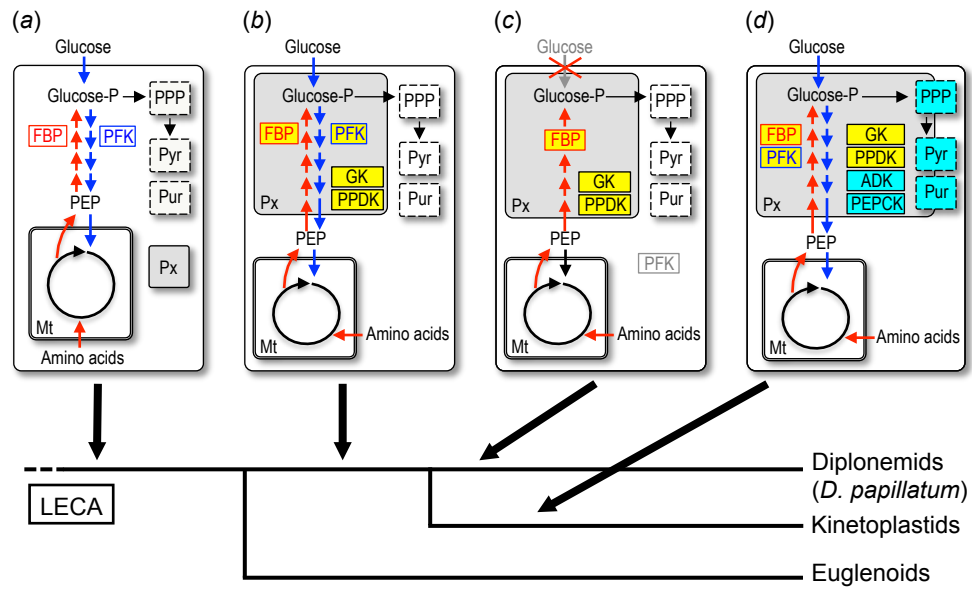 (a)
Glucose
Glucose-P
PPP
FBP
PFK
Pyr
Pur
PEP
Px
Mt
Amino acids
(b)
Glucose
Glucose-P
PPP
FBP
PFK
Pyr
GK
PPDK
Pur
Px
PEP
Mt
Amino acids
(c)
Glucose
Glucose-P
PPP
FBP
Pyr
GK
PPDK
Pur
Px
PEP
PFK
Mt
Amino acids
(d)
Glucose
Glucose-P
PPP
FBP
PFK
GK
PPDK
ADK
PEPCK
Pyr
Pur
Px
PEP
Mt
Amino acids
LECA
Diplonemids
(D. papillatum)
Kinetoplastids
Euglenoids